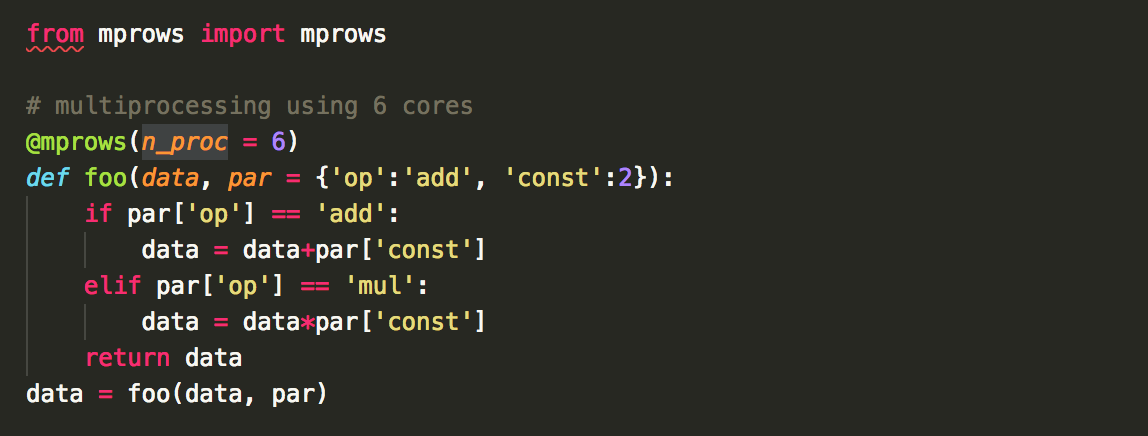 from mprows import mprows
# multiprocessing using 6 cores
@mprows(n_proc = 6)
def foo(data, par = {'op':'add', 'const':2}):
    if par['op'] == 'add':
        data = data+par['const']
    elif par['op'] == 'mul':
        data = data*par['const']
    return data
data = foo(data, par)